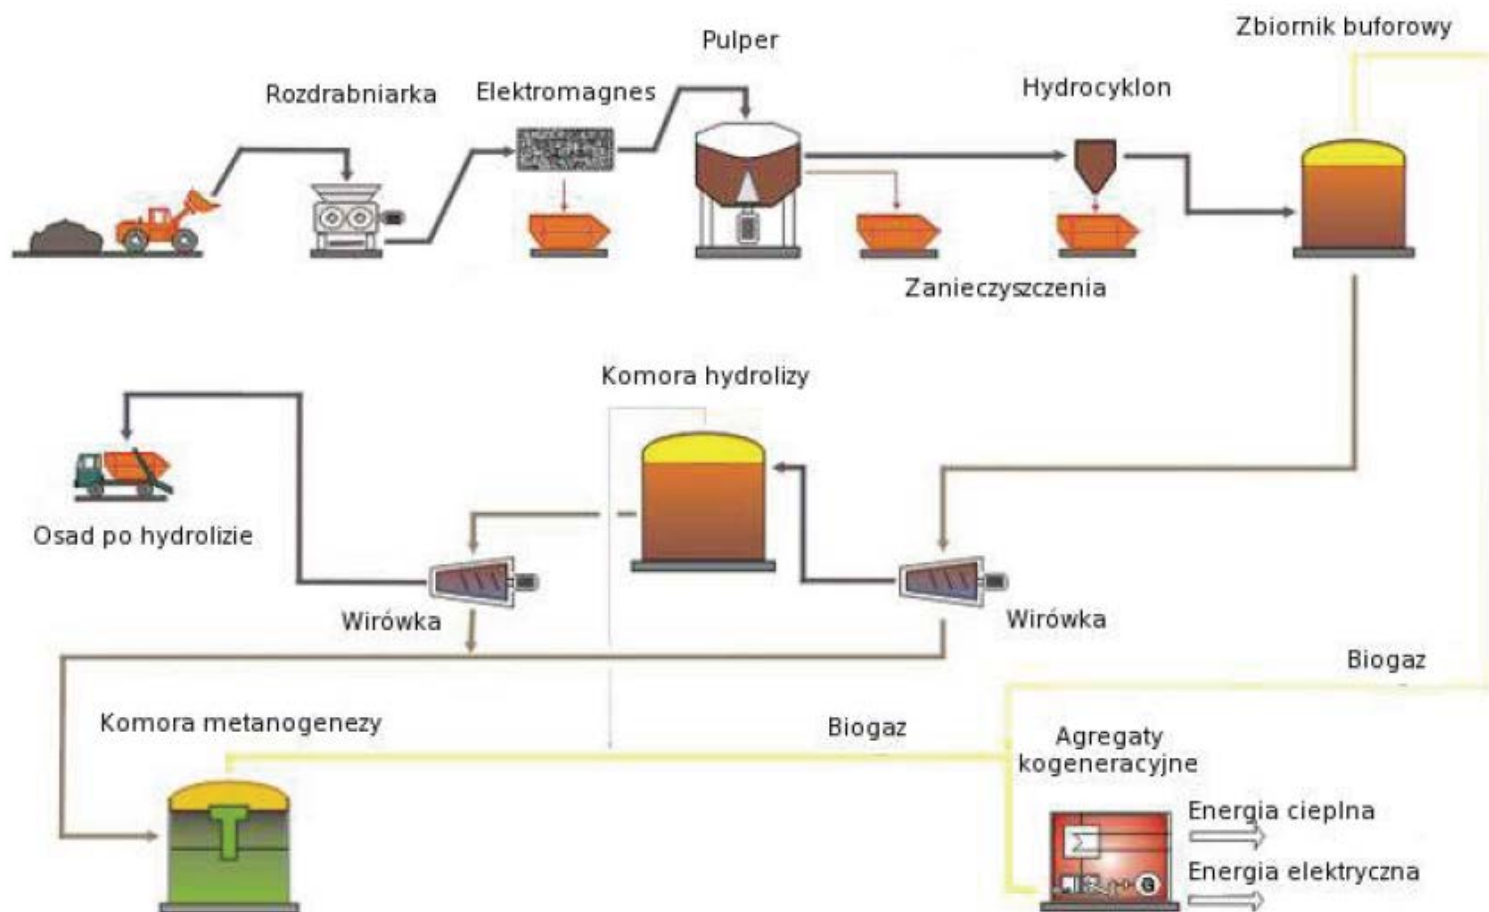 Zbiornik buforowy
Pulper
Rozdrabniarka
Elektromagnes
Hydrocyklon
Zanieczyszczenia
Komora hydrolizy
Osad po hydrolizie
Wirówka
Wirówka
Biogaz
Komora metanogenezy
Biogaz
Agregaty
kogeneracyjne
Energia cieplna
Energia elektryczna
G